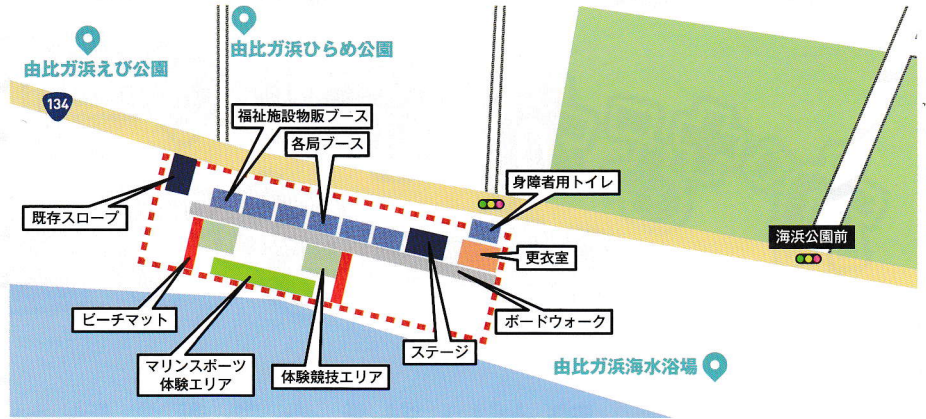 由比ガ浜ひらめ公園
由比ガ浜えび公園
134
福祉施設物販ブース
各局ブース
身障者用トイレ
既存スロープ
海浜公園前
更衣室
ビーチマット
ボードウォーク
マリンスポーツ
体験エリア
体験競技エリア
ステージ
由比ガ浜海水浴場